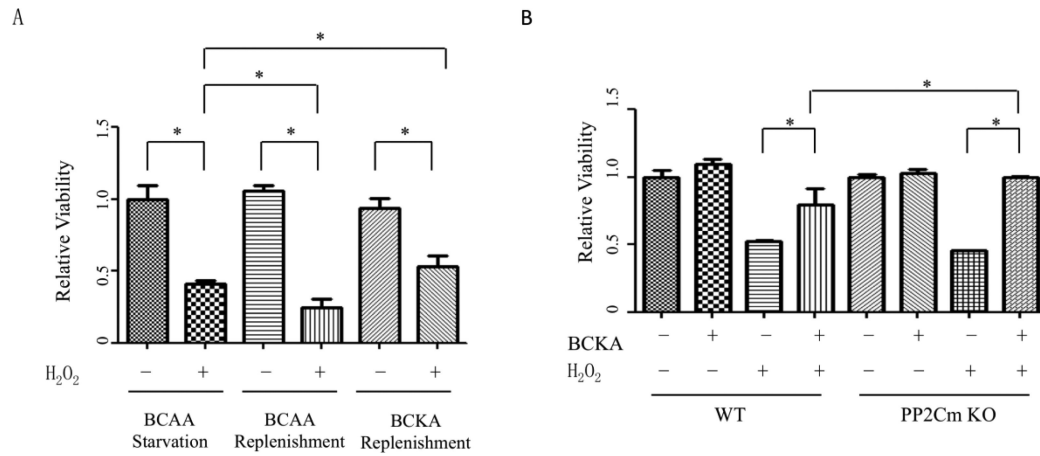 A
Relative Viability
1.5
1.0
0.5
0
*
*
*
*
*
H₂O₂ − + − + − +
BCAA Starvation
BCAA Replenishment
BCKA Replenishment
B
Relative Viability
1.5
1.0
0.5
0
*
*
*
BCKA − + − + − + − +
H₂O₂ − − + + − − + +
WT PP2Cm KO